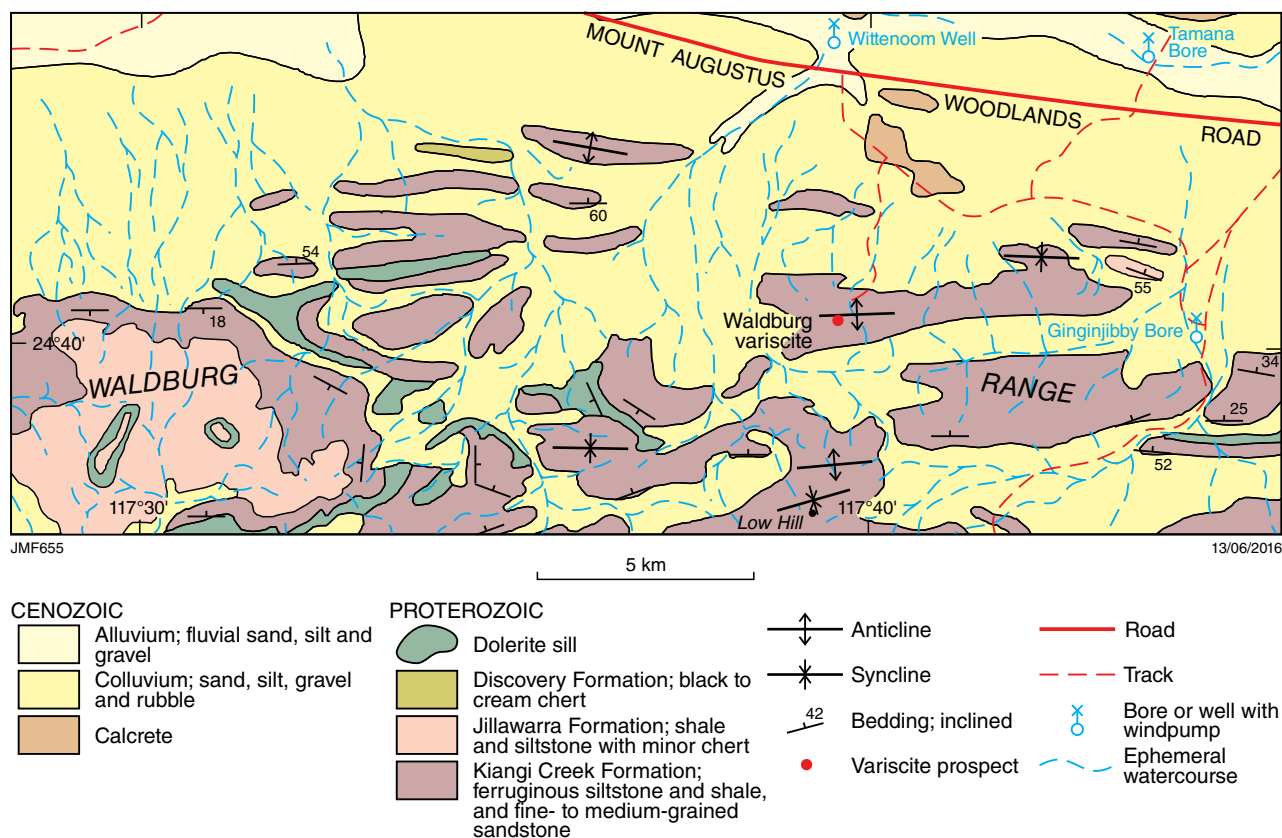 MOUNT AUGUSTUS
WOODLANDS
ROAD
Wittenoom Well
Tamana
Bore
60
54
18
55
Waldburg
variscite
Ginginjibby Bore
24°40'
WALDBURG
RANGE
34
25
52
117°30'
117°40'
Low Hill
JMF655
13/06/2016
5 km
CENOZOIC
Alluvium; fluvial sand, silt and
gravel
Colluvium; sand, silt, gravel
and rubble
Calcrete
PROTEROZOIC
Dolerite sill
Discovery Formation; black to
cream chert
Jillawarra Formation; shale
and siltstone with minor chert
Kiangi Creek Formation;
ferruginous siltstone and shale,
and fine- to medium-grained
sandstone
Anticline
Syncline
42
Bedding; inclined
Variscite prospect
Road
Track
Bore or well with
windpump
Ephemeral
watercourse